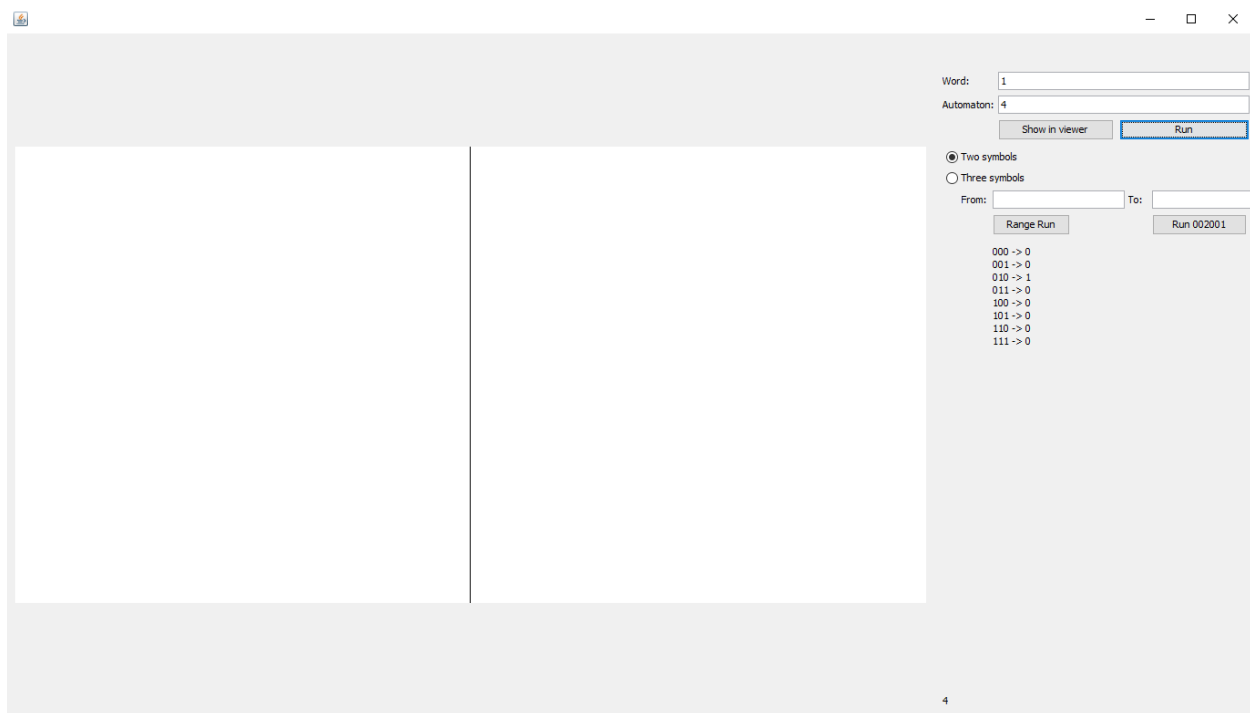 Word: 1
Automaton: 4
Show in viewer Run
Two symbols
Three symbols
From: To:
Range Run Run 002001
000 -> 0
001 -> 0
010 -> 1
011 -> 0
100 -> 0
101 -> 0
110 -> 0
111 -> 0
4